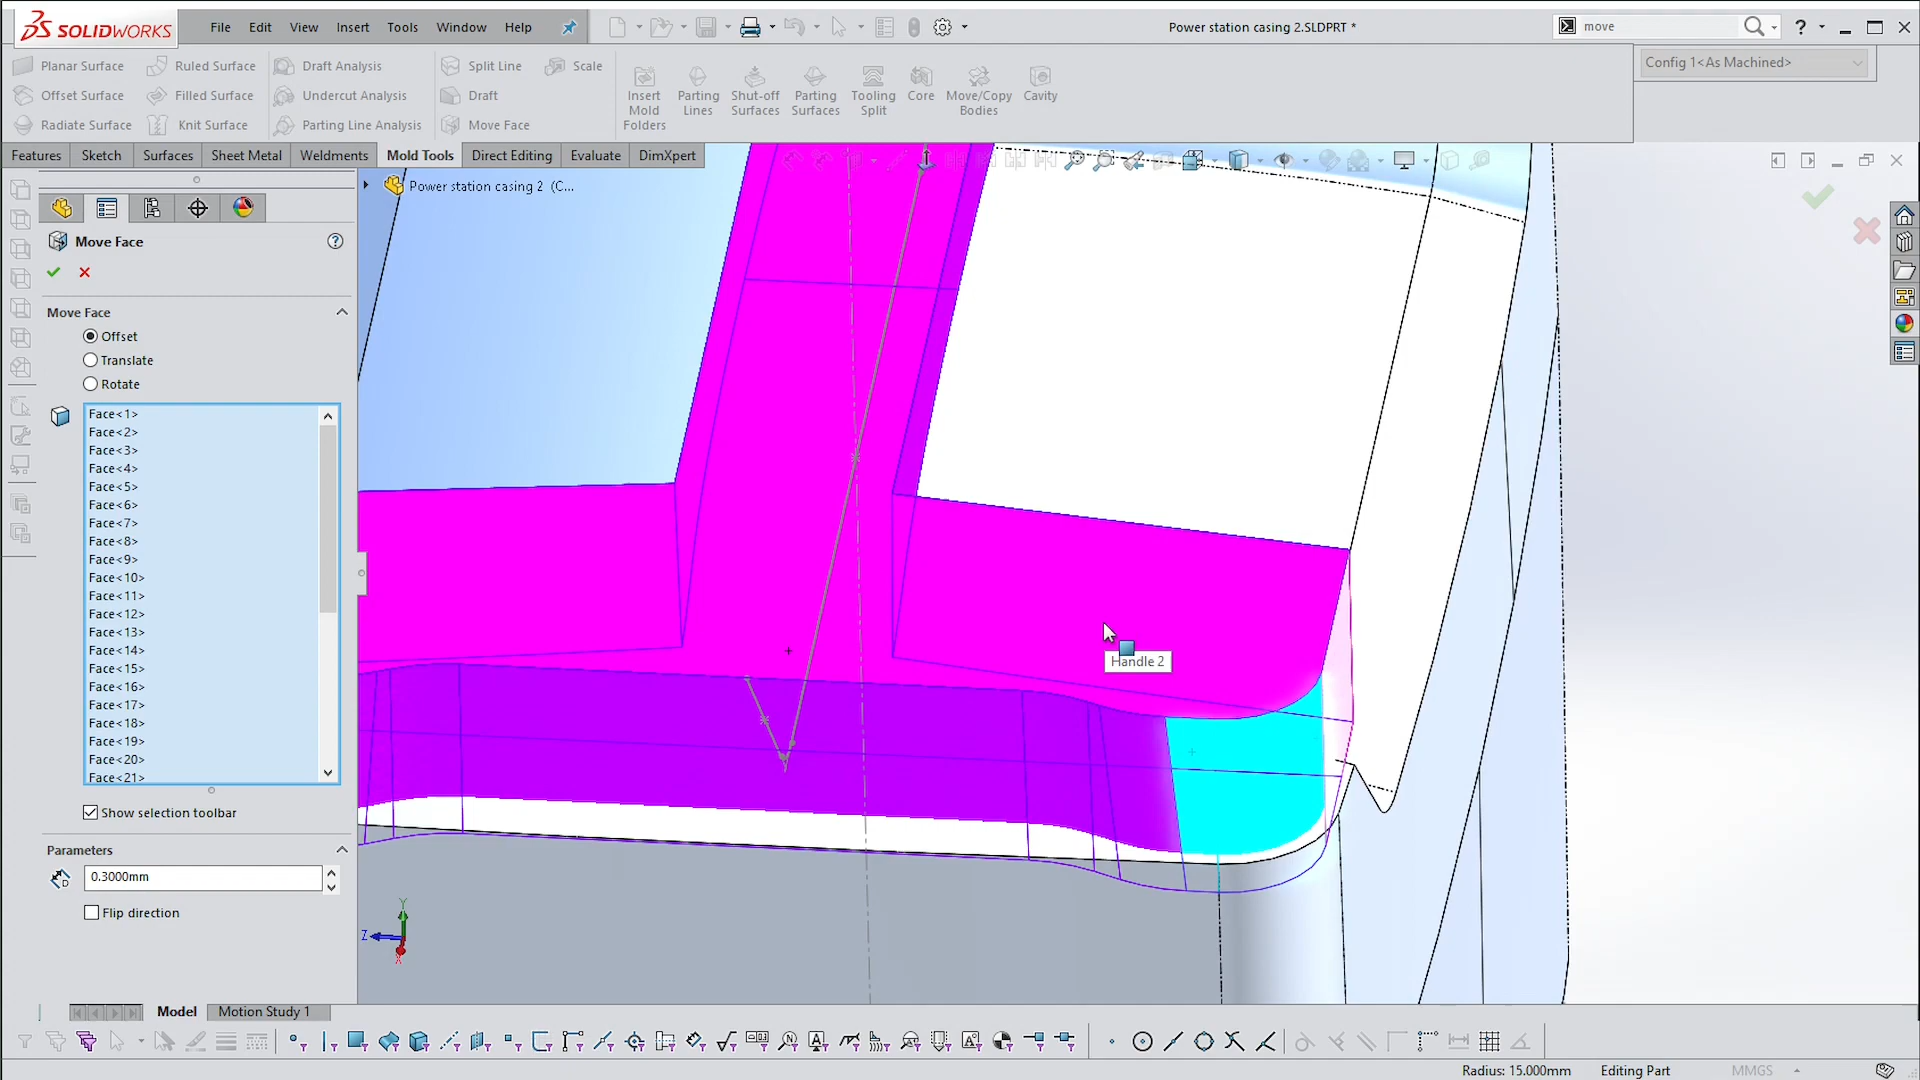 SOLIDWORKS
File Edit View Insert Tools Window Help
Power station casing 2.SLDPRT *
move
Config 1<As Machined>
Planar Surface Ruled Surface Draft Analysis Split Line Scale
Offset Surface Filled Surface Undercut Analysis Draft
Radiate Surface Knit Surface Parting Line Analysis Move Face
Insert Mold Folders
Parting Lines
Shut-off Surfaces
Parting Surfaces
Tooling Split
Core
Move/Copy Bodies
Cavity
Features Sketch Surfaces Sheet Metal Weldments Mold Tools Direct Editing Evaluate DimXpert
Power station casing 2 (C...
Move Face
Move Face
Offset
Translate
Rotate
Face<1>
Face<2>
Face<3>
Face<4>
Face<5>
Face<6>
Face<7>
Face<8>
Face<9>
Face<10>
Face<11>
Face<12>
Face<13>
Face<14>
Face<15>
Face<16>
Face<17>
Face<18>
Face<19>
Face<20>
Face<21>
Show selection toolbar
Parameters
0.3000mm
Flip direction
Handle 2
Y
Z
X
Model Motion Study 1
Radius: 15.000mm Editing Part MMGS